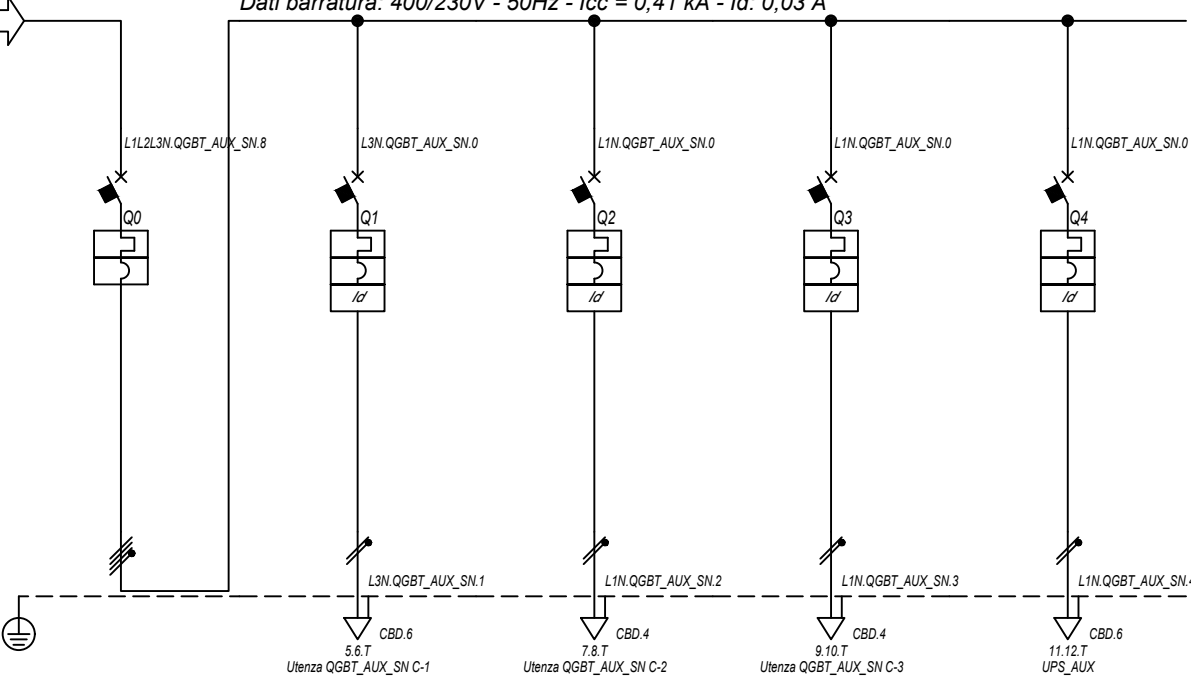 Dati barratura: 400/230V - 50Hz - Icc = 0,41 kA - Id: 0,03 A
L1L2L3N.QGBT_AUX_SN.8
L3N.QGBT_AUX_SN.0
L1N.QGBT_AUX_SN.0
L1N.QGBT_AUX_SN.0
L1N.QGBT_AUX_SN.0
Q0
Q1
Q2
Q3
Q4
Id
Id
Id
Id
L3N.QGBT_AUX_SN.1
L1N.QGBT_AUX_SN.2
L1N.QGBT_AUX_SN.3
L1N.QGBT_AUX_SN.4
CBD.6
CBD.4
CBD.4
CBD.6
5.6.T
7.8.T
9.10.T
11.12.T
Utenza QGBT_AUX_SN C-1
Utenza QGBT_AUX_SN C-2
Utenza QGBT_AUX_SN C-3
UPS_AUX